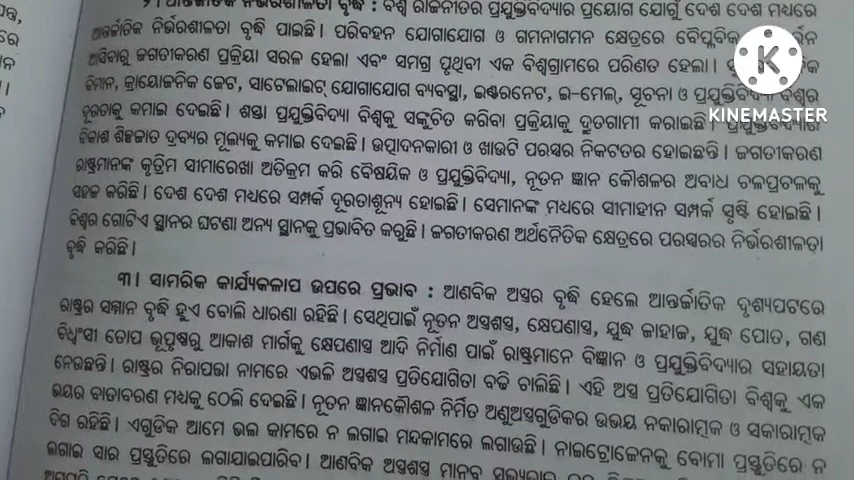 ୨। ଆନ୍ତର୍ଜାତିକ ନିର୍ଭରଶୀଳତା ବୃଦ୍ଧି : ବିଶ୍ୱ ରାଜନୀତିର ପ୍ରଯୁକ୍ତିବିଦ୍ୟାର ପ୍ରୟୋଗ ଯୋଗୁଁ ଦେଶ ଦେଶ ମଧ୍ୟରେ
ଆନ୍ତର୍ଜାତିକ ନିର୍ଭରଶୀଳତା ବୃଦ୍ଧି ପାଇଛି। ପରିବହନ ଯୋଗାଯୋଗ ଓ ଗମନାଗମନ କ୍ଷେତ୍ରରେ ବୈପ୍ଳବିକ
ଆସିବାରୁ ଜଗତୀକରଣ ପ୍ରକ୍ରିୟା ସରଳ ହେଲା ଏବଂ ସମଗ୍ର ପୃଥିବୀ ଏକ ବିଶ୍ୱଗ୍ରାମରେ ପରିଣତ ହେଲା।
ବିମାନ, କ୍ରାୟୋଜନିକ ଜେଟ, ସାଟେଲାଇଟ୍ ଯୋଗାଯୋଗ ବ୍ୟବସ୍ଥା, ଇଣ୍ଟରନେଟ, ଇ-ମେଲ୍, ସୂଚନା ଓ ପ୍ରଯୁକ୍ତିବିଦ୍ୟା ବିଶ୍ୱର
ଦୂରତାକୁ କମାଇ ଦେଇଛି। ଶସ୍ତା ପ୍ରଯୁକ୍ତିବିଦ୍ୟା ବିଶ୍ୱକୁ ସଙ୍କୁଚିତ କରିବା ପ୍ରକ୍ରିୟାକୁ ଦ୍ରୁତଗାମୀ କରାଇଛି। ପ୍ରଯୁକ୍ତିବିଦ୍ୟାର
ବିକାଶ ଶିଳ୍ପଜାତ ଦ୍ରବ୍ୟର ମୂଲ୍ୟକୁ କମାଇ ଦେଇଛି। ଉତ୍ପାଦନକାରୀ ଓ ଖାଉଟି ପରସ୍ପର ନିକଟତର ହୋଇଛନ୍ତି। ଜଗତୀକରଣ
ରାଷ୍ଟ୍ରମାନଙ୍କ କୃତ୍ରିମ ସୀମାରେଖା ଅତିକ୍ରମ କରି ବୈଷୟିକ ଓ ପ୍ରଯୁକ୍ତିବିଦ୍ୟା, ନୂତନ ଜ୍ଞାନ କୌଶଳର ଅବାଧ ଚଳପ୍ରଚଳକୁ
ସହଜ କରିଛି। ଦେଶ ଦେଶ ମଧ୍ୟରେ ସମ୍ପର୍କ ଦୂରତାଶୂନ୍ୟ ହୋଇଛି। ସେମାନଙ୍କ ମଧ୍ୟରେ ସୀମାହୀନ ସମ୍ପର୍କ ସୃଷ୍ଟି ହୋଇଛି।
ବିଶ୍ୱର ଗୋଟିଏ ସ୍ଥାନର ଘଟଣା ଅନ୍ୟ ସ୍ଥାନକୁ ପ୍ରଭାବିତ କରୁଛି। ଜଗତୀକରଣ ଅର୍ଥନୈତିକ କ୍ଷେତ୍ରରେ ପରସ୍ପରର ନିର୍ଭରଶୀଳତା
ବୃଦ୍ଧି କରିଛି।
୩। ସାମରିକ କାର୍ଯ୍ୟକଳାପ ଉପରେ ପ୍ରଭାବ : ଆଣବିକ ଅସ୍ତ୍ରର ବୃଦ୍ଧି ହେଲେ ଆନ୍ତର୍ଜାତିକ ଦୃଶ୍ୟପଟରେ
ରାଷ୍ଟ୍ରର ସମ୍ମାନ ବୃଦ୍ଧି ହୁଏ ବୋଲି ଧାରଣା ରହିଛି। ସେଥିପାଇଁ ନୂତନ ଅସ୍ତ୍ରଶସ୍ତ୍ର, କ୍ଷେପଣାସ୍ତ୍ର, ଯୁଦ୍ଧ ଜାହାଜ, ଯୁଦ୍ଧ ପୋତ, ଗଣ
ବିଧ୍ୱଂସୀ ତୋପ ଭୂପୃଷ୍ଠରୁ ଆକାଶ ମାର୍ଗକୁ କ୍ଷେପଣାସ୍ତ୍ର ଆଦି ନିର୍ମାଣ ପାଇଁ ରାଷ୍ଟ୍ରମାନେ ବିଜ୍ଞାନ ଓ ପ୍ରଯୁକ୍ତିବିଦ୍ୟାର ସହାୟତା
ନେଉଛନ୍ତି। ରାଷ୍ଟ୍ରର ନିରାପତ୍ତା ନାମରେ ଏଭଳି ଅସ୍ତ୍ରଶସ୍ତ୍ର ପ୍ରତିଯୋଗିତା ବଢି ଚାଲିଛି। ଏହି ଅସ୍ତ୍ର ପ୍ରତିଯୋଗିତା ବିଶ୍ୱକୁ ଏକ
ଭୟର ବାତାବରଣ ମଧ୍ୟକୁ ଠେଲି ଦେଇଛି। ନୂତନ ଜ୍ଞାନକୌଶଳ ନିର୍ମିତ ଅଣୁଅସ୍ତ୍ରଗୁଡିକର ଉଭୟ ନକାରାତ୍ମକ ଓ ସକାରାତ୍ମକ
ଦିଗ ରହିଛି। ଏଗୁଡିକ ଆମେ ଭଲ କାମରେ ନ ଲଗାଇ ମନ୍ଦକାମରେ ଲଗାଉଛି। ନାଇଟ୍ରୋଜେନକୁ ବୋମା ପ୍ରସ୍ତୁତିରେ ନ
ଲଗାଇ ସାର ପ୍ରସ୍ତୁତିରେ ଲଗାଯାଇପାରିବ। ଆଣବିକ ଅସ୍ତ୍ରଶସ୍ତ୍ର ମାନବ ସଭ୍ୟତାର
KINEMASTER